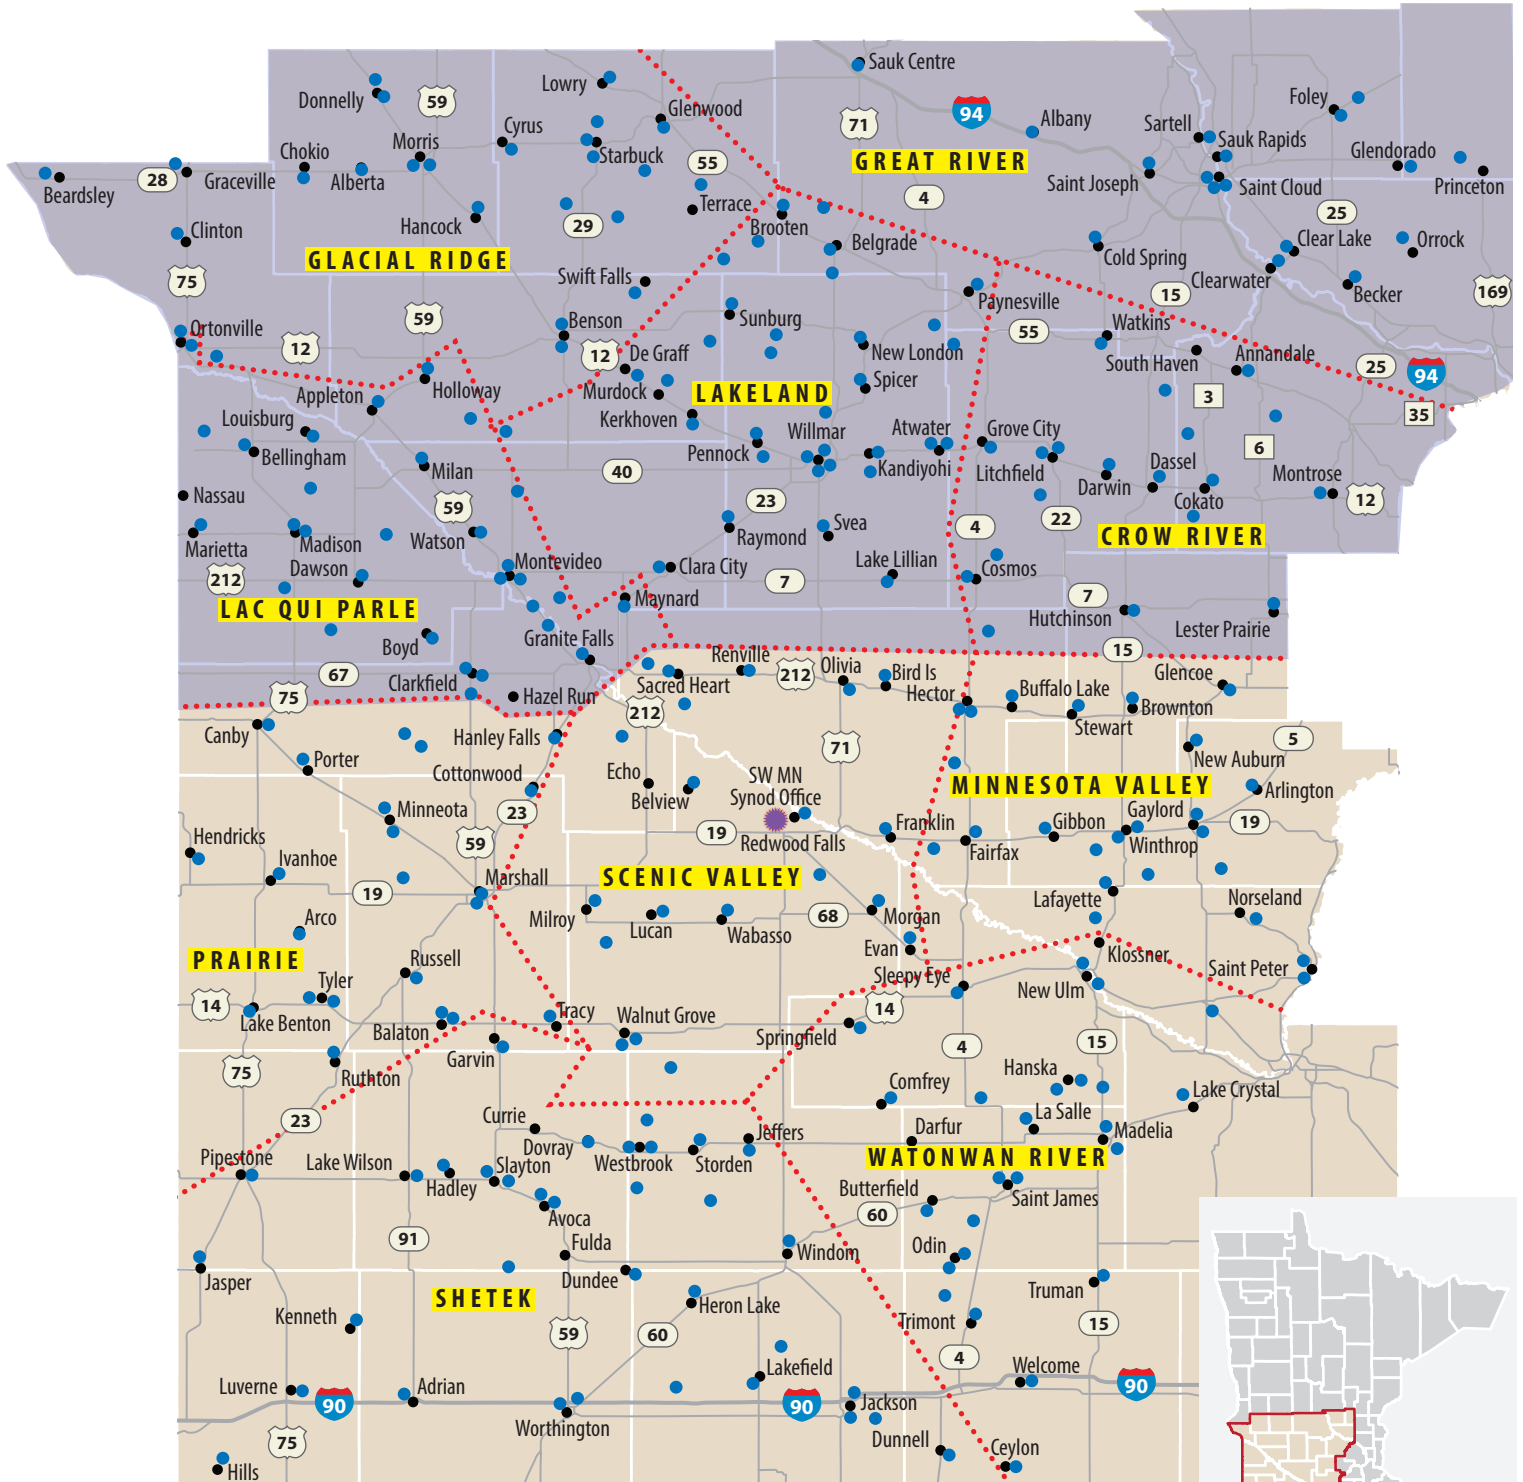 Sauk Centre
Lowry
Donnelly
59
Glenwood
71
94
Albany
Foley
Sartell
Sauk Rapids
Cyrus
Morris
Starbuck
55
GREAT RIVER
Chokio
Alberta
Glendorado
Princeton
28
Graceville
Beardsley
Saint Joseph
Saint Cloud
Terrace
4
25
Hancock
29
Brooten
Belgrade
Clinton
Clear Lake
Orrock
GLACIAL RIDGE
Cold Spring
Clearwater
75
Swift Falls
15
Becker
169
Paynesville
59
Benson
Sunburg
Ortonville
12
55
Watkins
12
De Graff
New London
South Haven
Annandale
25
94
Appleton
Holloway
Murdock
LAKELAND
Spicer
3
35
Louisburg
Kerkhoven
Willmar
Atwater
Grove City
6
Bellingham
Milan
Pennock
Kandiyohi
Litchfield
Dassel
Montrose
40
Darwin
Cokato
12
Nassau
59
23
22
Marietta
Madison
Watson
Raymond
Svea
4
CROW RIVER
Dawson
Montevideo
Clara City
Lake Lillian
Cosmos
212
7
LAC QUI PARLE
Maynard
7
Hutchinson
Lester Prairie
Boyd
Granite Falls
15
67
Clarkfield
Sacred Heart
Renville
212
Olivia
Bird Is
Hector
Buffalo Lake
Glencoe
75
Hazel Run
212
Stewart
Brownton
Canby
Hanley Falls
71
New Auburn
5
Porter
Cottonwood
Echo
Belview
SW MN
Synod Office
MINNESOTA VALLEY
Arlington
Minneota
23
Redwood Falls
Franklin
Gibbon
Gaylord
19
Hendricks
59
19
Fairfax
Winthrop
Ivanhoe
Marshall
SCENIC VALLEY
19
Lafayette
Norseland
Arco
Milroy
Lucan
Wabasso
68
Morgan
PRAIRIE
Evan
Klossner
Russell
Sleepy Eye
Saint Peter
Tyler
New Ulm
14
Lake Benton
Balaton
Tracy
Walnut Grove
14
Springfield
Garvin
4
15
75
Ruthton
Hanska
Comfrey
Lake Crystal
23
Currie
La Salle
Pipestone
Dovray
Jeffers
Darfur
Madelia
Lake Wilson
Slayton
Westbrook
Storden
WATONWAN RIVER
Hadley
Butterfield
Saint James
Avoca
60
91
Fulda
Windom
Odin
Jasper
Dundee
Truman
SHETEK
Heron Lake
Kenneth
59
60
Trimont
15
4
Lakefield
Welcome
Luverne
90
Adrian
90
Jackson
90
Worthington
75
Dunnell
Ceylon
Hills